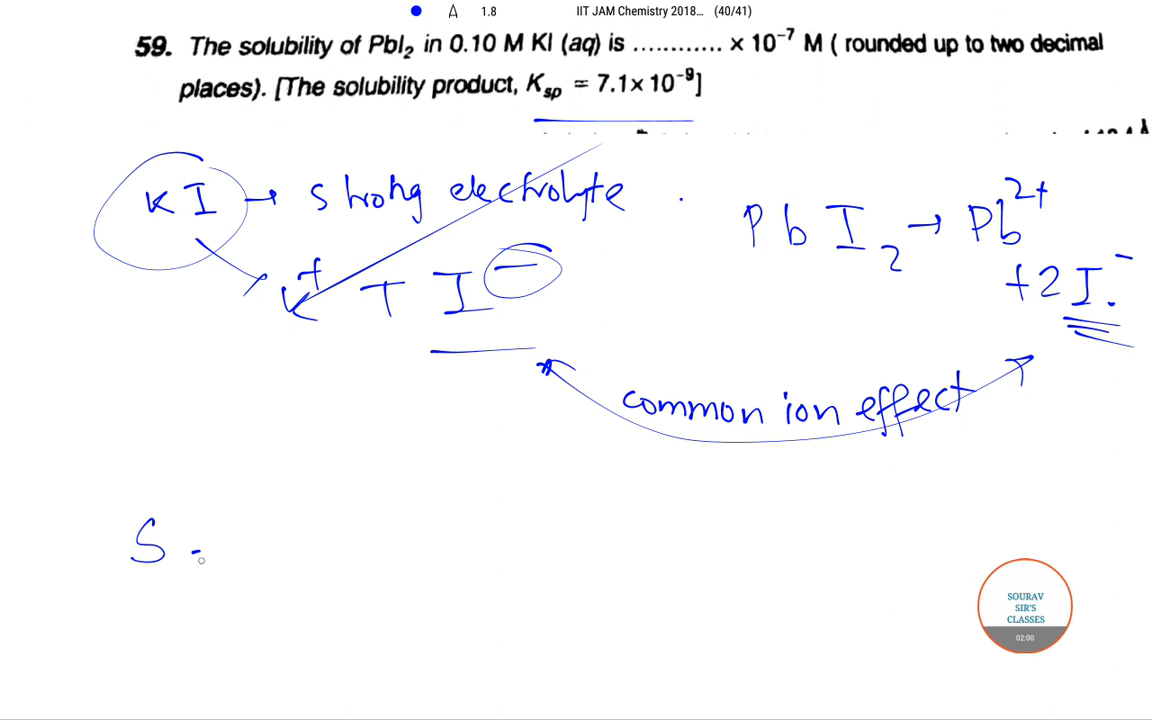 IIT JAM Chemistry 2018... (40/41)
1.8
59. The solubility of PbI₂ in 0.10 M KI (aq) is ............ × 10⁻⁷ M ( rounded up to two decimal
places). [The solubility product, Ksp = 7.1× 10⁻⁹]
KI → strong electrolyte .
PbI₂ → Pb²⁺
+ 2I⁻.
+ I⁻
common ion effect
S -
SOURAV
SIR'S
CLASSES
02:00